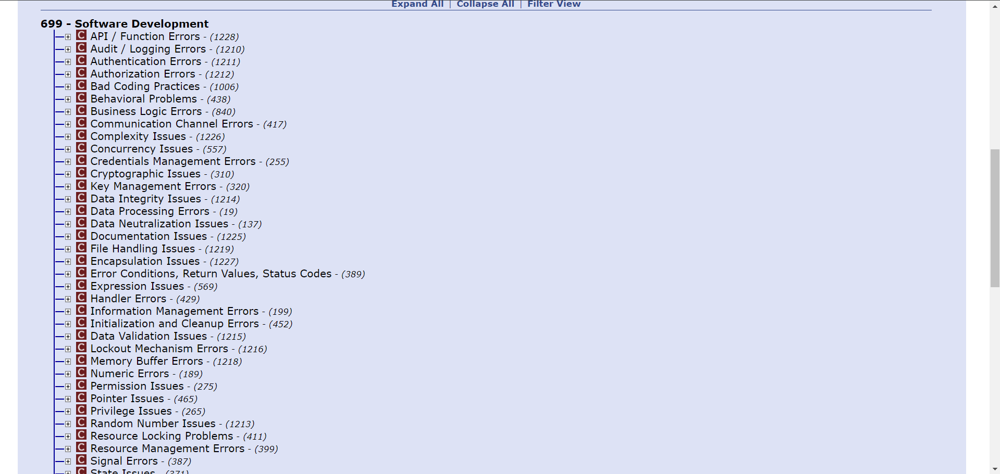 Expand All | Collapse All | Filter View
699 - Software Development
C API / Function Errors - (1228)
C Audit / Logging Errors - (1210)
C Authentication Errors - (1211)
C Authorization Errors - (1212)
C Bad Coding Practices - (1006)
C Behavioral Problems - (438)
C Business Logic Errors - (840)
C Communication Channel Errors - (417)
C Complexity Issues - (1226)
C Concurrency Issues - (557)
C Credentials Management Errors - (255)
C Cryptographic Issues - (310)
C Key Management Errors - (320)
C Data Integrity Issues - (1214)
C Data Processing Errors - (19)
C Data Neutralization Issues - (137)
C Documentation Issues - (1225)
C File Handling Issues - (1219)
C Encapsulation Issues - (1227)
C Error Conditions, Return Values, Status Codes - (389)
C Expression Issues - (569)
C Handler Errors - (429)
C Information Management Errors - (199)
C Initialization and Cleanup Errors - (452)
C Data Validation Issues - (1215)
C Lockout Mechanism Errors - (1216)
C Memory Buffer Errors - (1218)
C Numeric Errors - (189)
C Permission Issues - (275)
C Pointer Issues - (465)
C Privilege Issues - (265)
C Random Number Issues - (1213)
C Resource Locking Problems - (411)
C Resource Management Errors - (399)
C Signal Errors - (387)
C State Issues - (371)